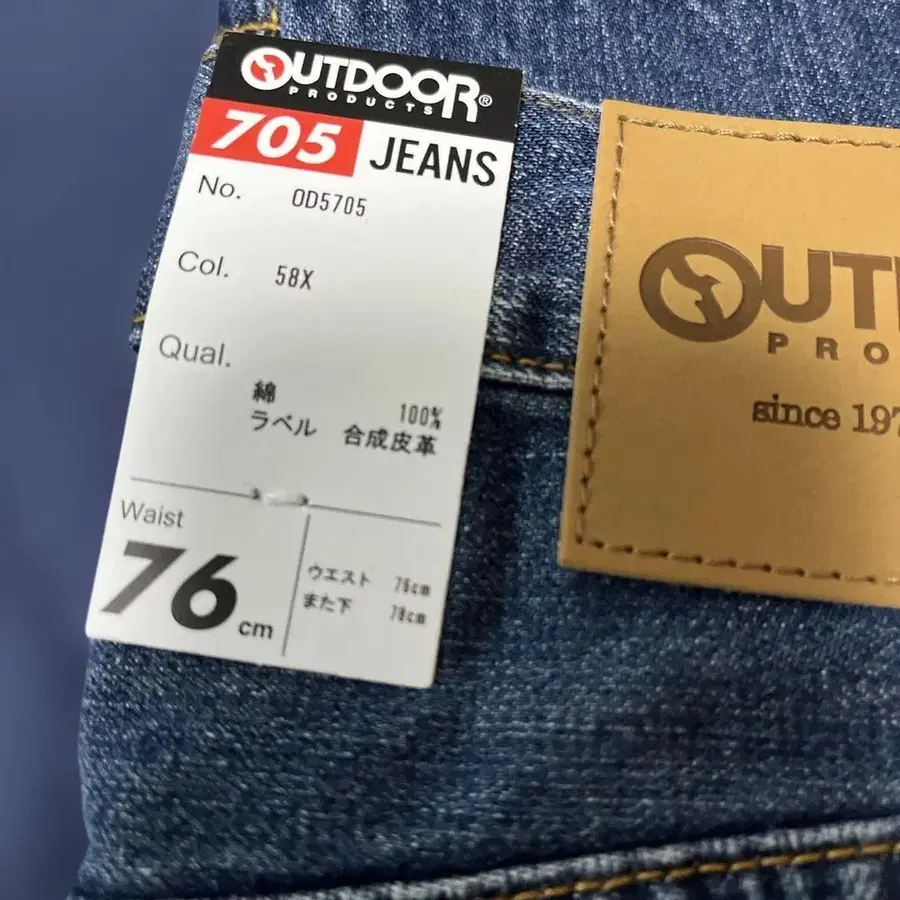 OUTDOOR®
PRODUCTS
705 JEANS
No. OD5705
Col. 58X
Qual.
綿 100%
ラベル 合成皮革
Waist
76 cm
ウエスト 76cm
また下 78cm
OUT
PRO
since 197